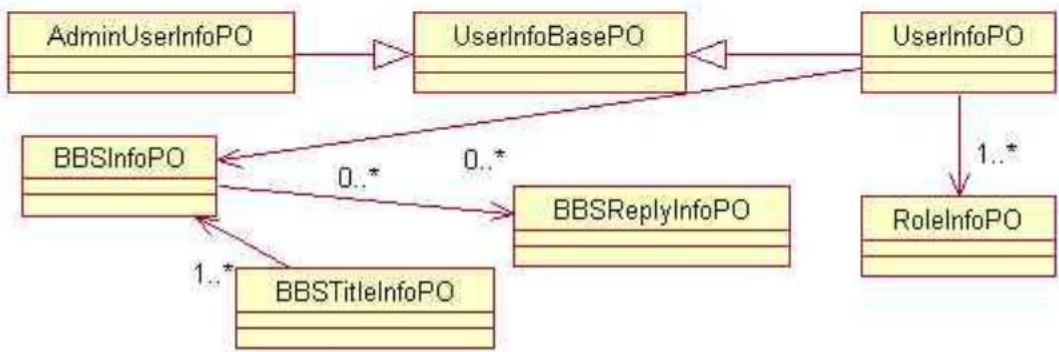 AdminUserInfoPO
UserInfoBasePO
UserInfoPO
BBSInfoPO
0..*
0..*
1..*
BBSReplyInfoPO
RoleInfoPO
1..*
BBSTitleInfoPO